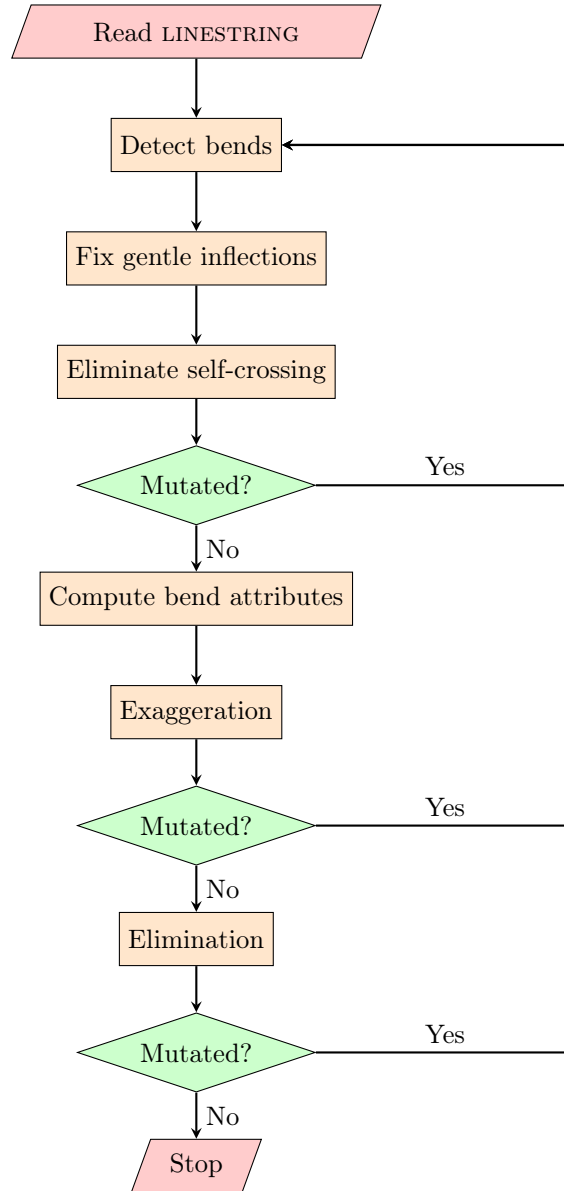 Read LINESTRING
Detect bends
Fix gentle inflections
Eliminate self-crossing
Mutated?
Yes
No
Compute bend attributes
Exaggeration
Mutated?
Yes
No
Elimination
Mutated?
Yes
No
Stop